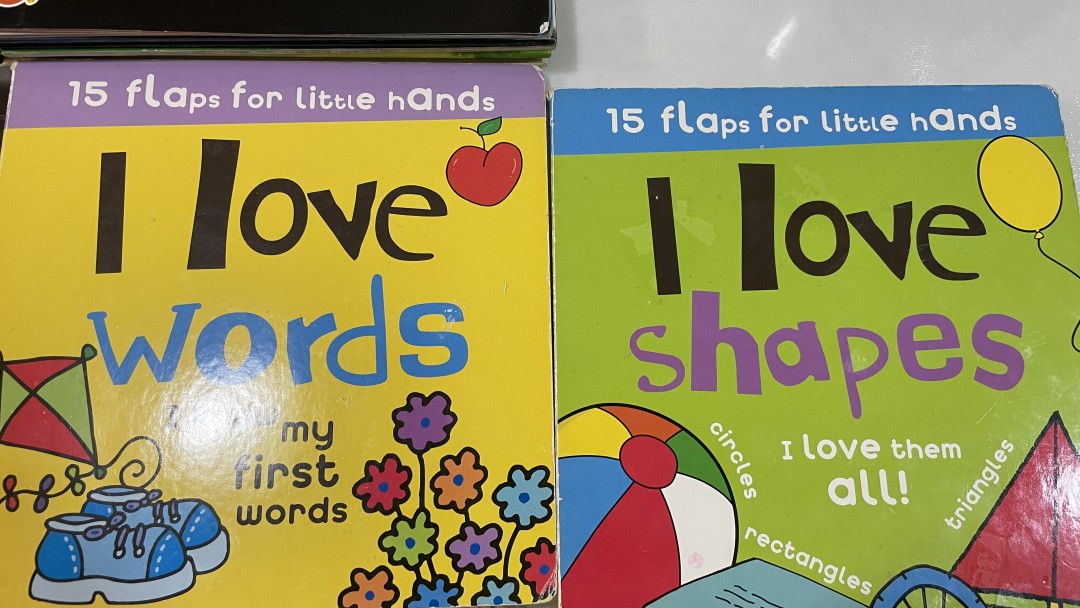 15 flaps for little hands
I love
words
my
first
words
15 flaps for little hands
I love
shapes
I love them
all!
circles
triangles
rectangles